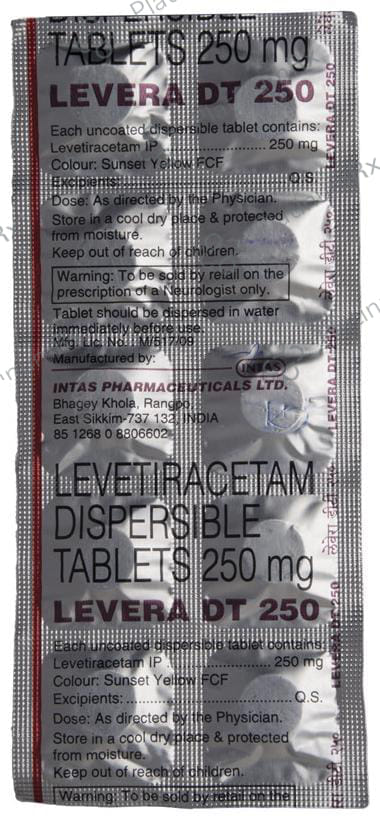 DISPERSIBLE
TABLETS 250 mg
LEVERA DT 250
Each uncoated dispersible tablet contains:
Levetiracetam IP .................. 250 mg
Colour: Sunset Yellow FCF
Excipients: Q.S.
Dose: As directed by the Physician.
Store in a cool dry place & protected
from moisture.
Keep out of reach of children.
Warning: To be sold by retail on the
prescription of a Neurologist only.
Tablet should be dispersed in water
immediately before use.
Mfg. Lic. No. M/517/09
Manufactured by:
INTAS
INTAS PHARMACEUTICALS LTD.
Bhagey Khola, Rangpo,
East Sikkim-737 132, INDIA
85 1268 0 8806602
LEVETIRACETAM
DISPERSIBLE
TABLETS 250 mg
LEVERA DT 250
Each uncoated dispersible tablet contains:
Levetiracetam IP .................. 250 mg
Colour: Sunset Yellow FCF
Excipients: .................. Q.S.
Dose: As directed by the Physician.
Store in a cool dry place & protected
from moisture.
Keep out of reach of children.
Warning: To be sold by retail on the
LEVERA DT 250
लेवेरा डीटी २५०
LEVERA DT 250
लेवेरा डीटी २५०
LEVERA DT 250